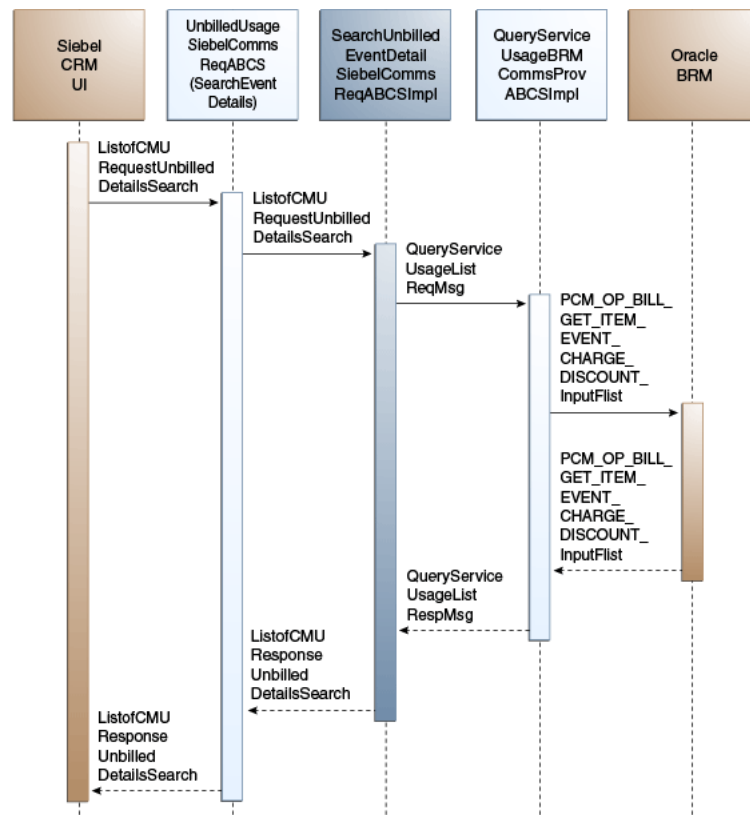 Siebel
CRM
UI
UnbilledUsage
SiebelComms
ReqABCS
(SearchEvent
Details)
SearchUnbilled
EventDetail
SiebelComms
ReqABCSImpl
QueryService
UsageBRM
CommsProv
ABCSImpl
Oracle
BRM
ListofCMU
RequestUnbilled
DetailsSearch
ListofCMU
RequestUnbilled
DetailsSearch
QueryService
UsageList
ReqMsg
PCM_OP_BILL_
GET_ITEM_
EVENT_
CHARGE_
DISCOUNT_
InputFlist
PCM_OP_BILL_
GET_ITEM_
EVENT_
CHARGE_
DISCOUNT_
InputFlist
QueryService
UsageList
RespMsg
ListofCMU
Response
Unbilled
DetailsSearch
ListofCMU
Response
Unbilled
DetailsSearch